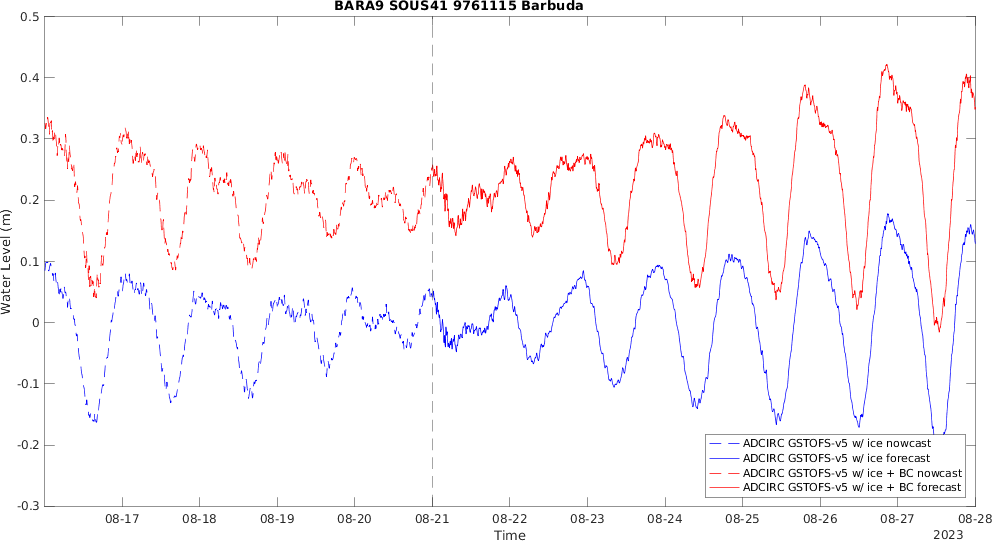 BARA9 SOUS41 9761115 Barbuda
0.5
0.4
0.3
0.2
0.1
0
-0.1
-0.2
-0.3
Water Level (m)
ADCIRC GSTOFS-v5 w/ ice nowcast
ADCIRC GSTOFS-v5 w/ ice forecast
ADCIRC GSTOFS-v5 w/ ice + BC nowcast
ADCIRC GSTOFS-v5 w/ ice + BC forecast
08-17 08-18 08-19 08-20 08-21 08-22 08-23 08-24 08-25 08-26 08-27 08-28
Time
2023